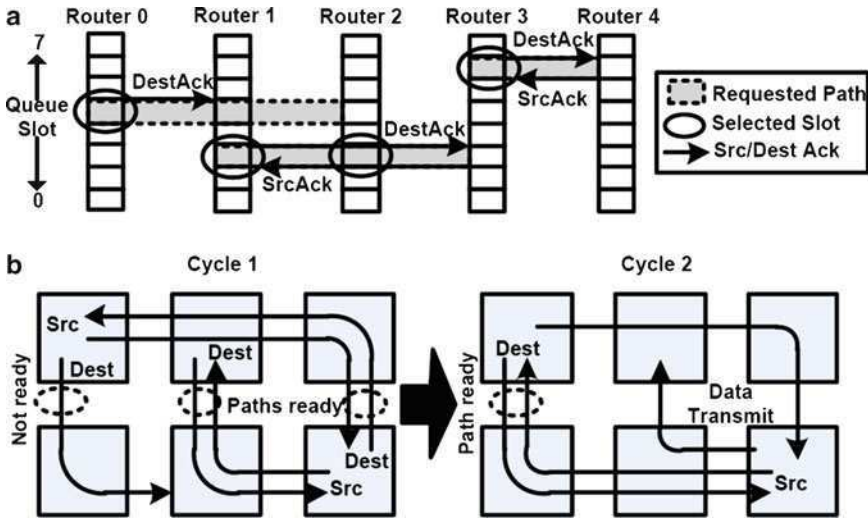 a
Router 0
Router 1
Router 2
Router 3
Router 4
7
Queue
Slot
0
DestAck
DestAck
SrcAck
DestAck
SrcAck
Requested Path
Selected Slot
Src/Dest Ack
b
Cycle 1
Cycle 2
Src
Dest
Dest
Not ready
Paths ready
Dest
Src
Dest
Path ready
Data
Transmit
Src